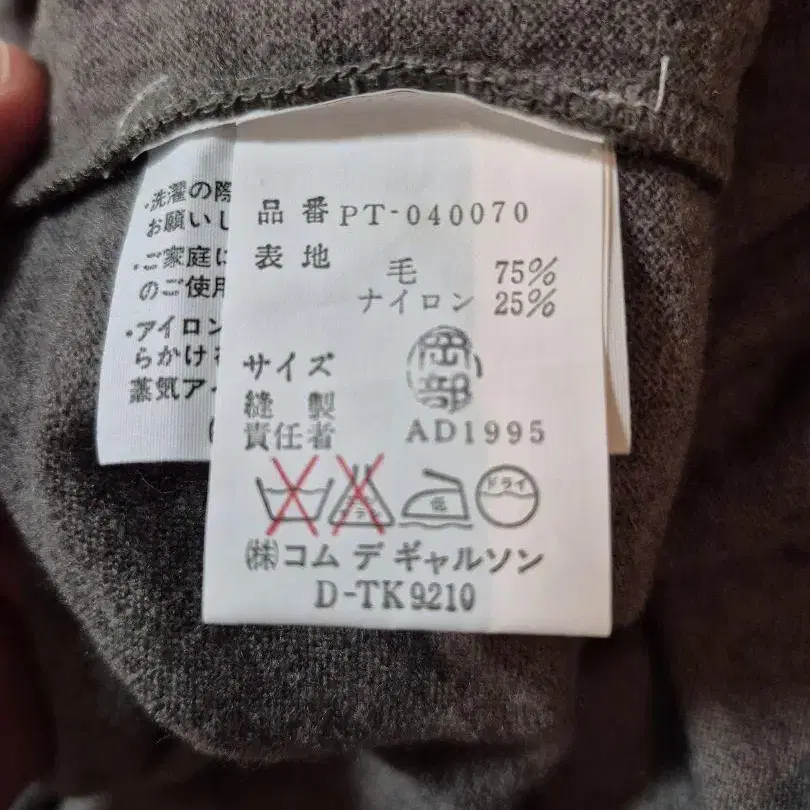 ・洗濯の際
お願いし
・ご家庭に
のご使用
・アイロン
らかけ
蒸気アイ
品番 PT-040070
表地
毛 75%
ナイロン 25%
サイズ
岡部
縫製
責任者 AD1995
低
ドライ
㈱コム デ ギャルソン
D-TK9210